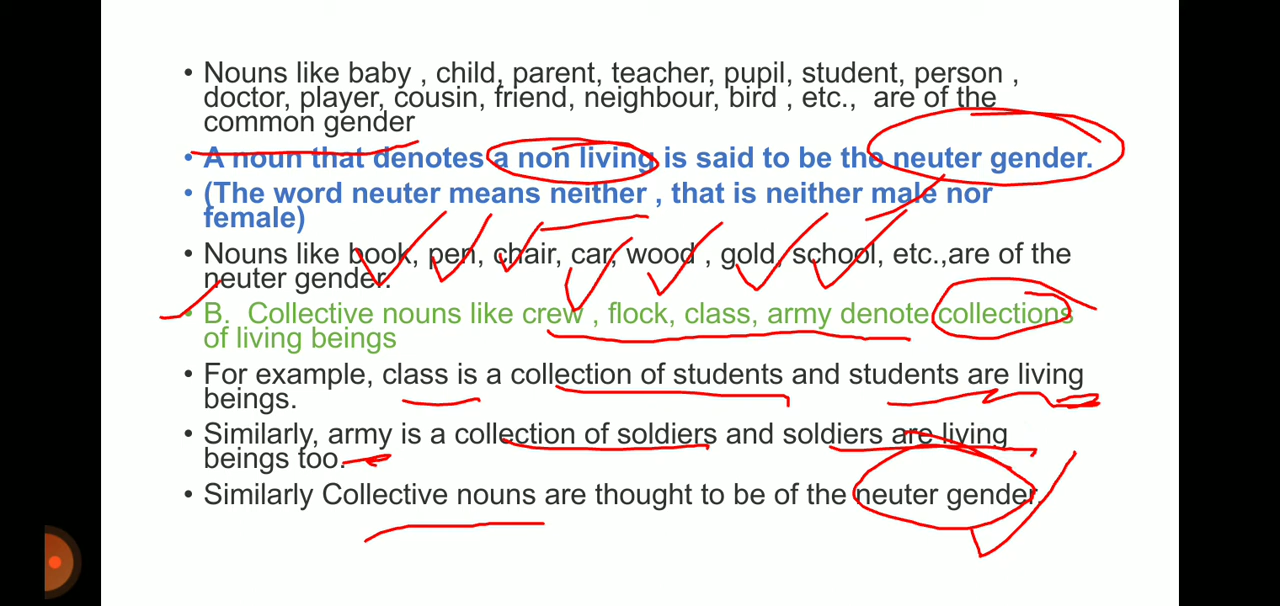 • Nouns like baby , child, parent, teacher, pupil, student, person ,
doctor, player, cousin, friend, neighbour, bird , etc., are of the
common gender
• A noun that denotes a non living is said to be the neuter gender.
• (The word neuter means neither , that is neither male nor
female)
• Nouns like book, pen, chair, car, wood , gold, school, etc.,are of the
neuter gender.
• B. Collective nouns like crew , flock, class, army denote collections
of living beings
• For example, class is a collection of students and students are living
beings.
• Similarly, army is a collection of soldiers and soldiers are living
beings too.
• Similarly Collective nouns are thought to be of the neuter gender.